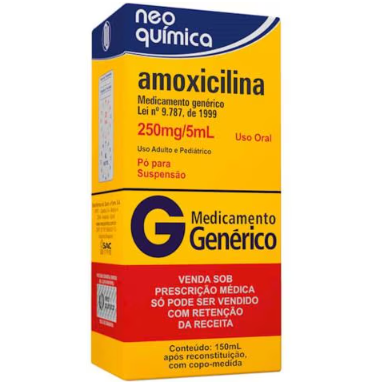 neo
química
amoxicilina
Medicamento genérico
Lei nº 9.787, de 1999
250mg/5mL
Uso Oral
Uso Adulto e Pediátrico
Pó para
Suspensão
G Medicamento
Genérico
VENDA SOB
PRESCRIÇÃO MÉDICA
SÓ PODE SER VENDIDO
COM RETENÇÃO
DA RECEITA
Conteúdo: 150mL
após reconstituição,
com copo-medida
SAC